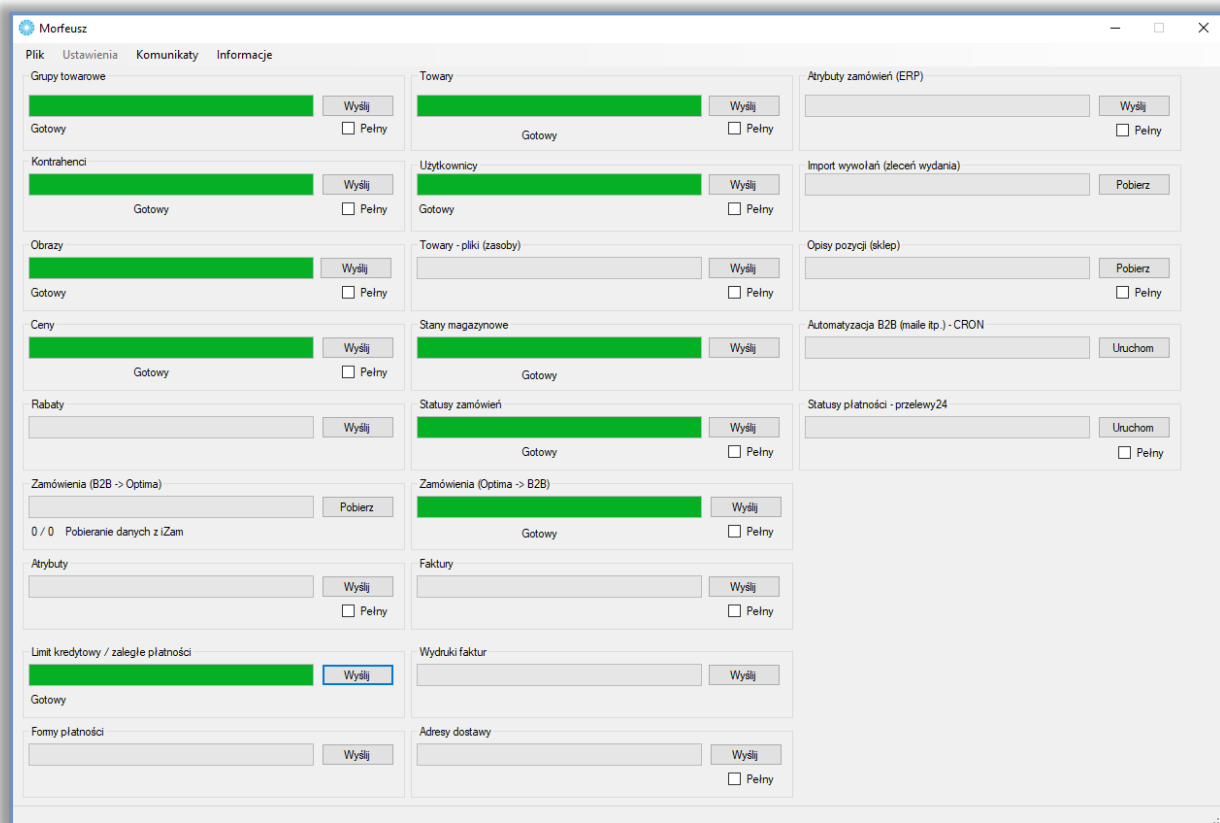 Morfeusz
Plik Ustawienia Komunikaty Informacje
Grupy towarowe
Wyślij
Gotowy
Pełny
Towary
Wyślij
Gotowy
Pełny
Atrybuty zamówień (ERP)
Wyślij
Pełny
Kontrahenci
Wyślij
Gotowy
Pełny
Użytkownicy
Wyślij
Gotowy
Pełny
Import wywołań (zleceń wydania)
Pobierz
Obrazy
Wyślij
Gotowy
Pełny
Towary - pliki (zasoby)
Wyślij
Pełny
Opisy pozycji (sklep)
Pobierz
Pełny
Ceny
Wyślij
Gotowy
Pełny
Stany magazynowe
Wyślij
Gotowy
Automatyzacja B2B (maile itp.) - CRON
Uruchom
Rabaty
Wyślij
Statusy zamówień
Wyślij
Gotowy
Pełny
Statusy płatności - przelewy24
Uruchom
Pełny
Zamówienia (B2B -> Optima)
Pobierz
0 / 0 Pobieranie danych z iZam
Zamówienia (Optima -> B2B)
Wyślij
Gotowy
Pełny
Atrybuty
Wyślij
Pełny
Faktury
Wyślij
Pełny
Limit kredytowy / zaległe płatności
Wyślij
Gotowy
Wydruki faktur
Wyślij
Formy płatności
Wyślij
Adresy dostawy
Wyślij
Pełny